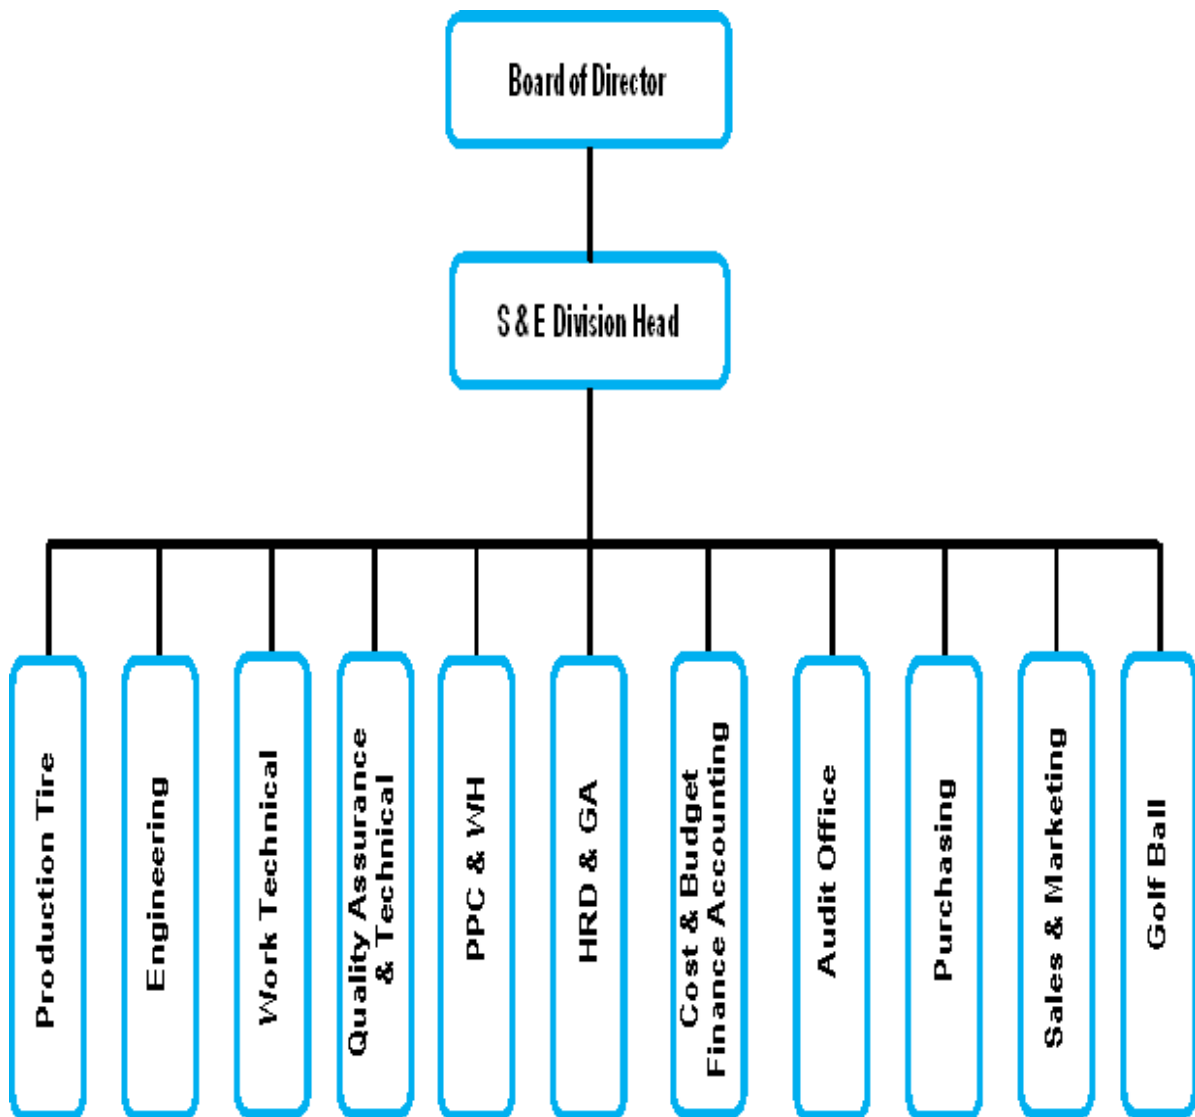 Board of Director
S & E Division Head
Production Tire
Engineering
Work Technical
Quality Assurance
& Technical
PPC & WH
HRD & GA
Cost & Budget
Finance Accounting
Audit Office
Purchasing
Sales & Marketing
Golf Ball